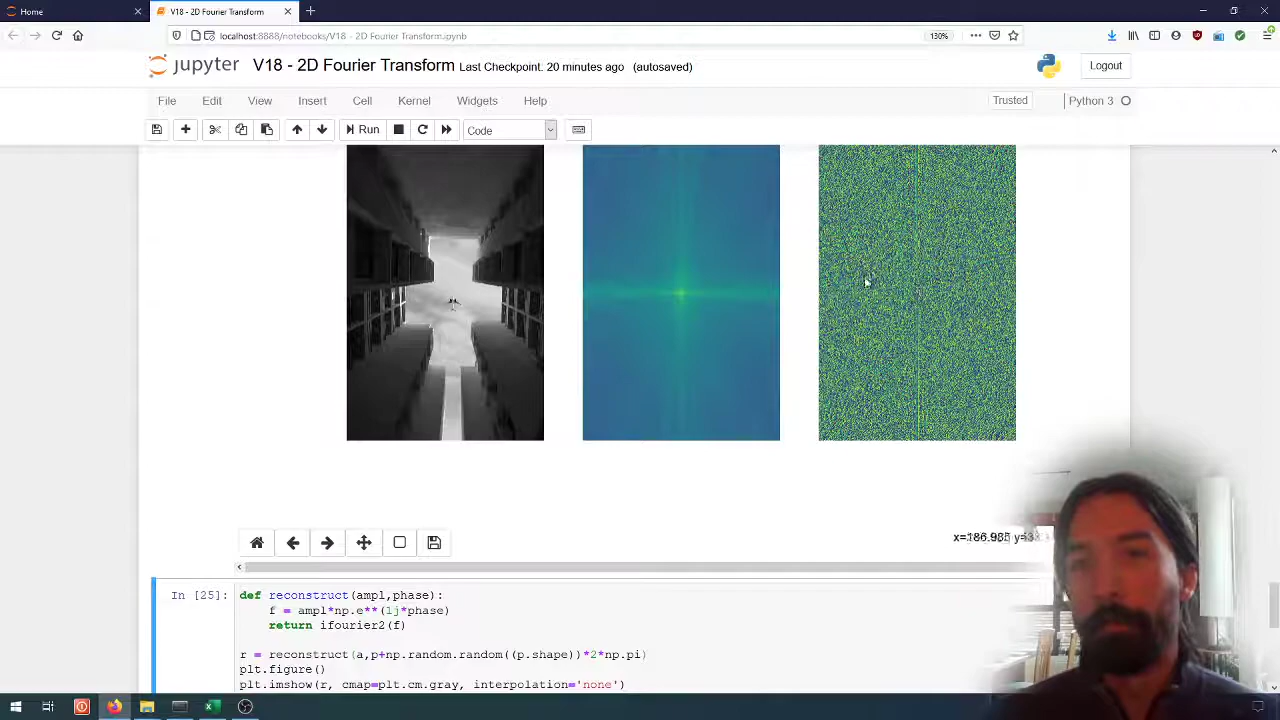 Home
V18 - 2D Fourier Transform
localhost:8888/notebooks/V18 - 2D Fourier Transform.ipynb
130%
jupyter V18 - 2D Fourier Transform Last Checkpoint: 20 minutes ago (autosaved)
Logout
File Edit View Insert Cell Kernel Widgets Help
Trusted Python 3
Run Code
In [25]: def reconstruct(ampl,phase):
f = ampl*np.e**(1j*phase)
return ifourier2(f)
r = reconstruct(a,p+np.random.random((p.shape))*2*np.pi)
plt.figure()
plt.imshow(r, cmap=plt.cm.gray, interpolation='none')